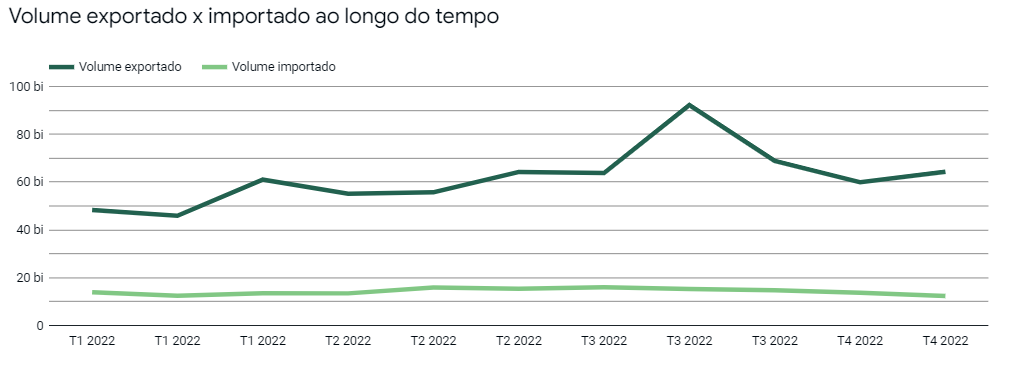 Volume exportado x importado ao longo do tempo
Volume exportado Volume importado
100 bi
80 bi
60 bi
40 bi
20 bi
0
T1 2022 T1 2022 T1 2022 T2 2022 T2 2022 T2 2022 T3 2022 T3 2022 T3 2022 T4 2022 T4 2022